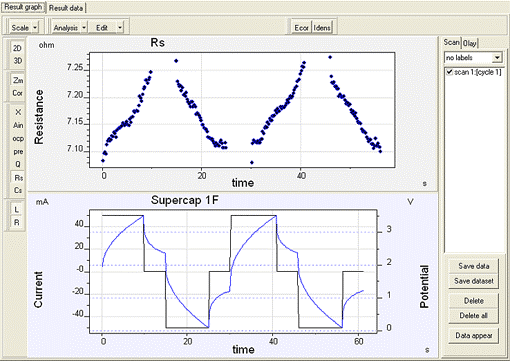 Result graph Result data
Scale Analysis Edit Ecor Idens
2D
3D
Zm
Cor
X
Ain
ocp
pre
Q
Rs
Cs
L
R
ohm Rs
7.25
7.20
7.15
7.10
Resistance
0 20 40 60
time s
mA Supercap 1F V
40
20
-0
-20
-40
3
2
1
0
Current
Potential
0 20 40 60
time s
Scan Olay
no labels
scan 1:[cycle 1]
Save data
Save dataset
Delete
Delete all
Data appear